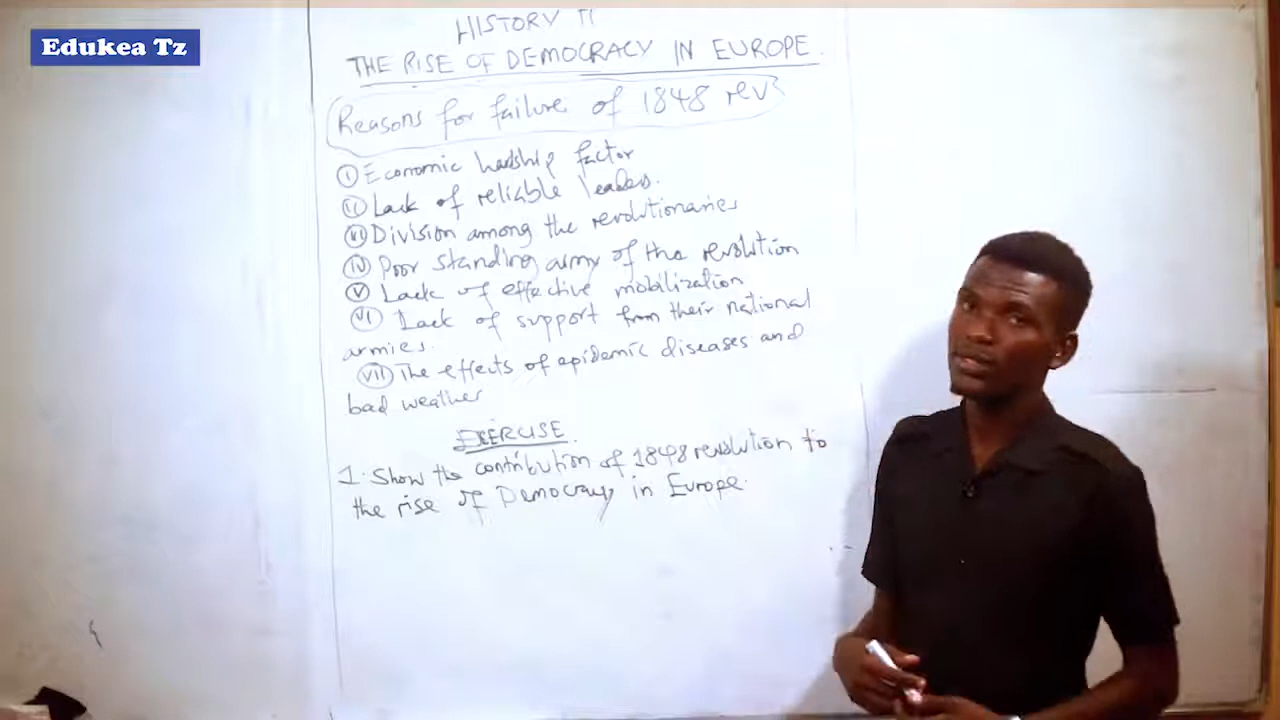 Edukea Tz
HISTORY II
THE RISE OF DEMOCRACY IN EUROPE.
Reasons for failure of 1848 rev
(i) Economic hardship factor
(ii) Lack of reliable leaders.
(iii) Division among the revolutionaries
(iv) Poor standing army of the revolution
(v) Lack of effective mobilization
(vi) Lack of support from their national
armies.
(vii) The effects of epidemic diseases and
bad weather
EXERCISE.
1. Show the contribution of 1848 revolution to
the rise of Democracy in Europe.